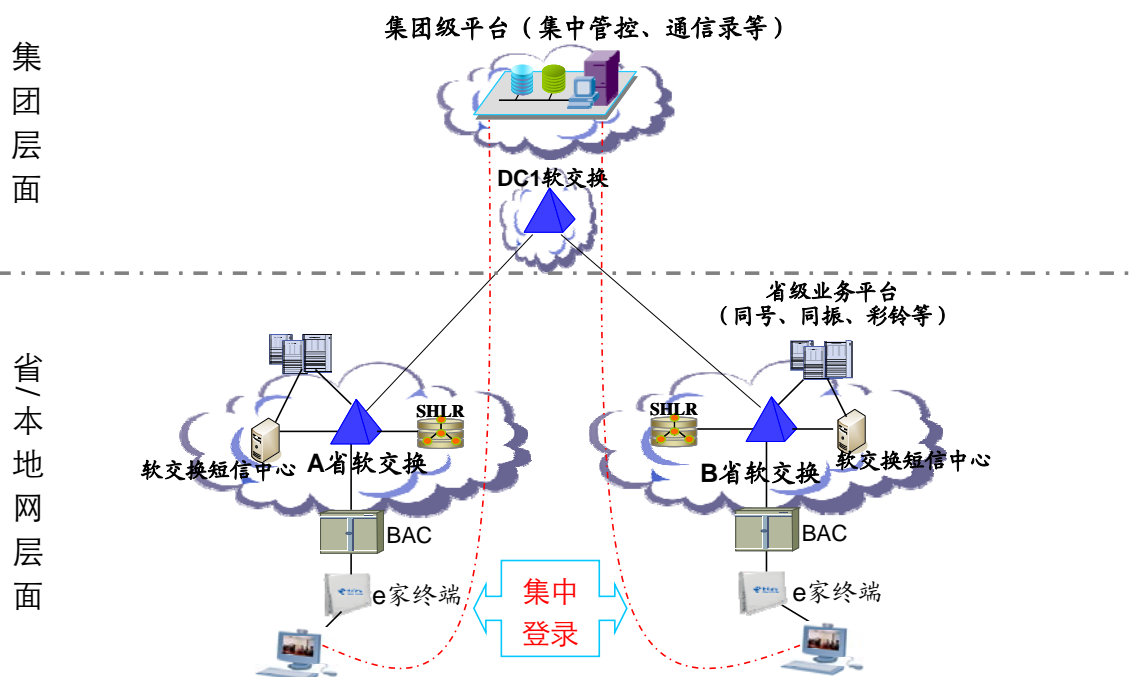 集团级平台（集中管控、通信录等）
集团层面
DC1软交换
省级业务平台
（同号、同振、彩铃等）
省/本地网层面
SHLR
SHLR
软交换短信中心
A省软交换
B省软交换
软交换短信中心
BAC
BAC
e家终端
集中
登录
e家终端